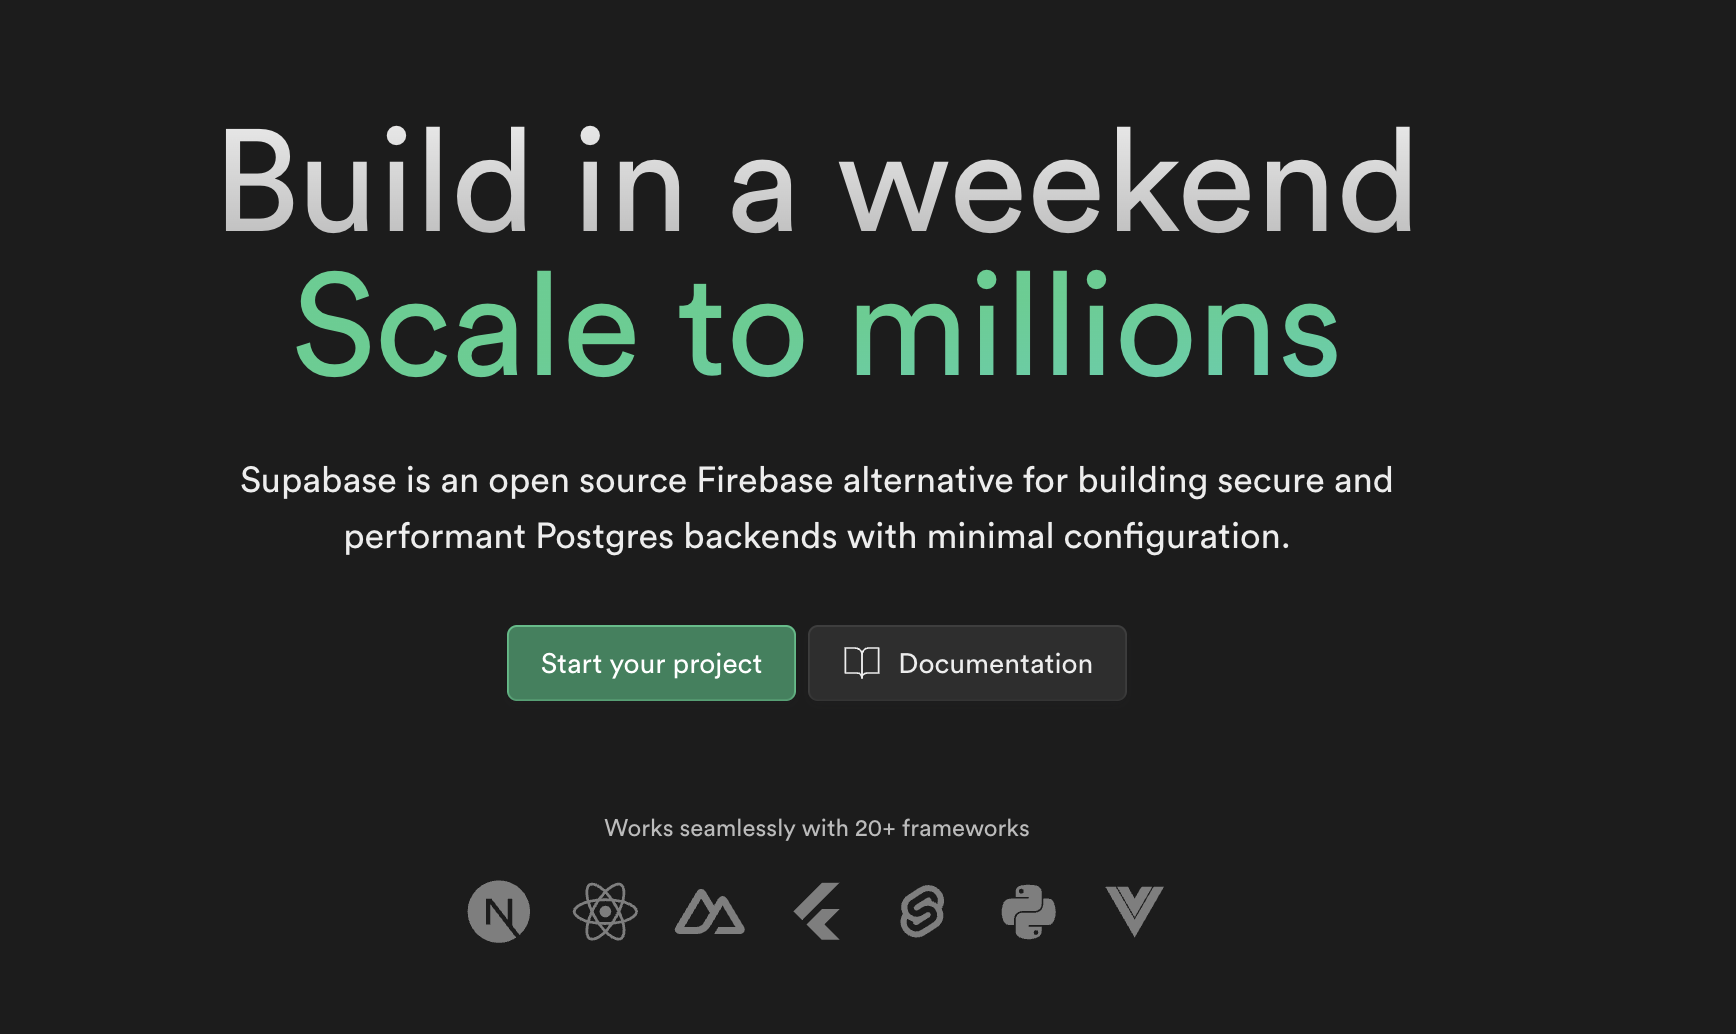 Build in a weekend
Scale to millions
Supabase is an open source Firebase alternative for building secure and
performant Postgres backends with minimal configuration.
Start your project
Documentation
Works seamlessly with 20+ frameworks
N